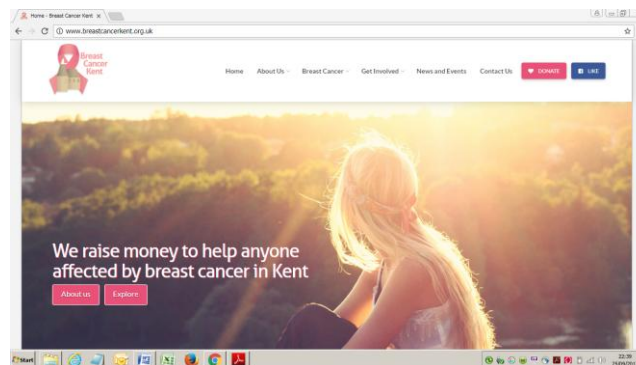 Home - Breast Cancer Kent
www.breastcancerkent.org.uk
Breast
Cancer
Kent
Home About Us Breast Cancer Get Involved News and Events Contact Us DONATE LIKE
We raise money to help anyone
affected by breast cancer in Kent
About us Explore
Start
22:39